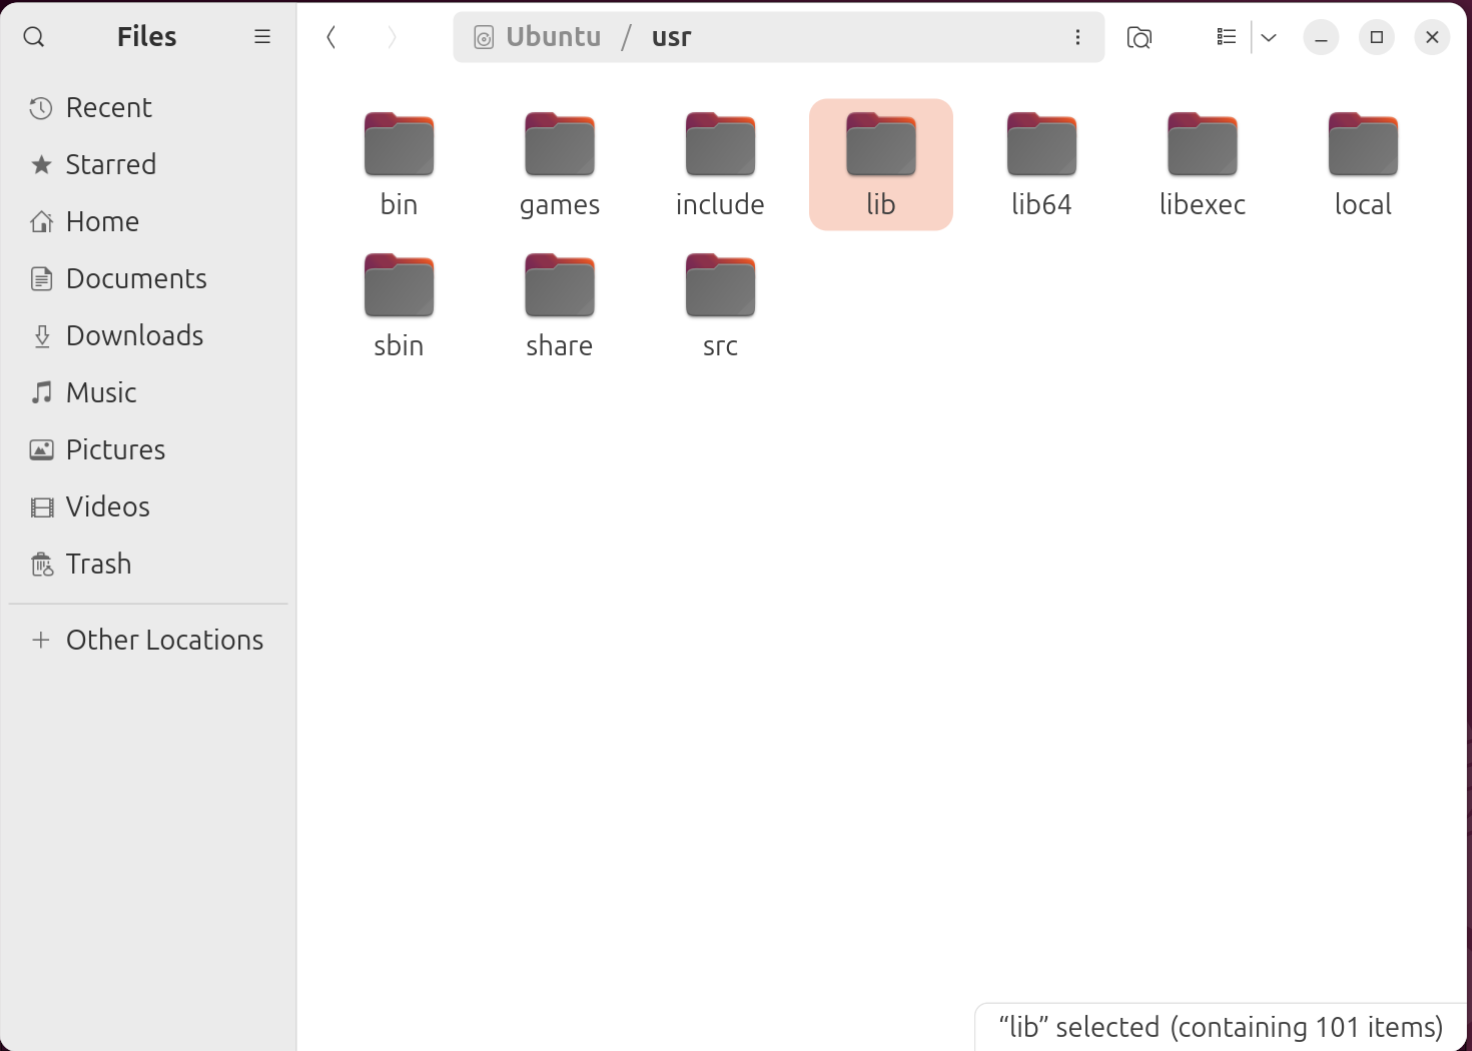 Files
Ubuntu / usr
Recent
Starred
Home
Documents
Downloads
Music
Pictures
Videos
Trash
Other Locations
bin games include lib lib64 libexec local
sbin share src
“lib” selected (containing 101 items)